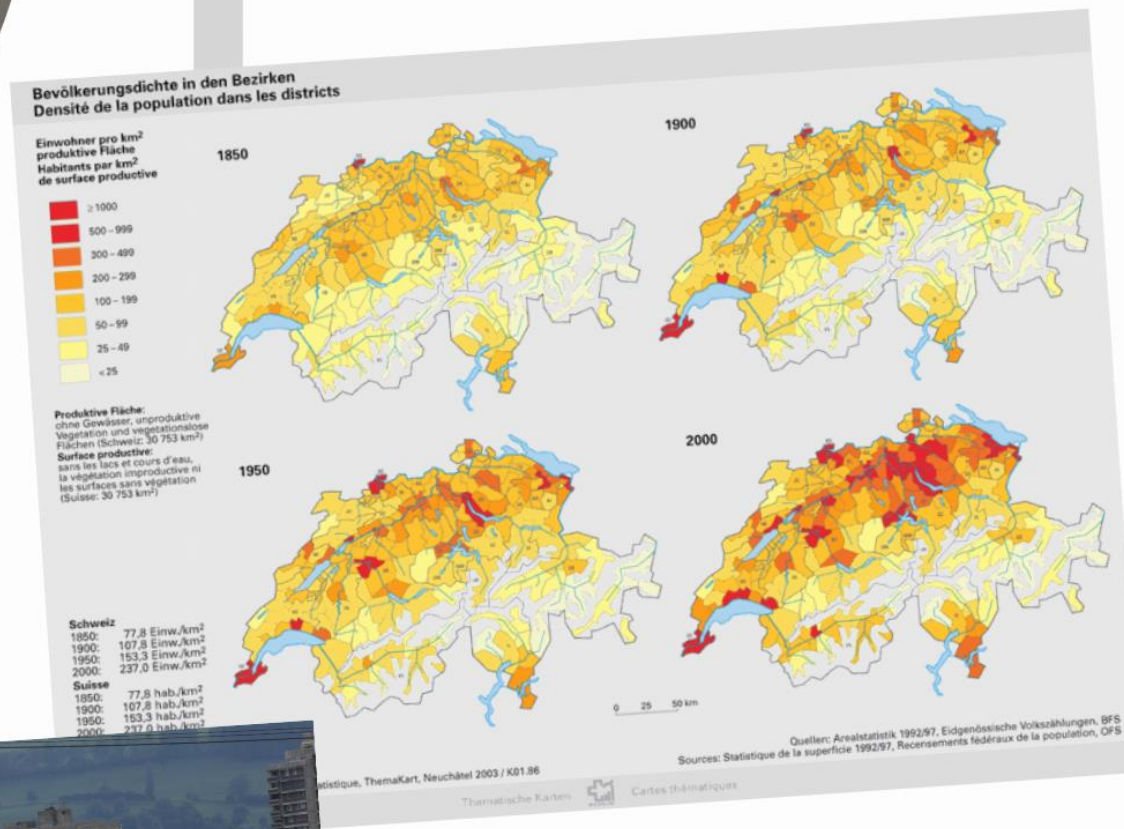 Bevölkerungsdichte in den Bezirken
Densité de la population dans les districts
Einwohner pro km²
produktive Fläche
Habitants par km²
de surface productive
≥ 1000
500 – 999
300 – 499
200 – 299
100 – 199
50 – 99
25 – 49
< 25
Produktive Fläche:
ohne Gewässer, unproduktive
Vegetation und vegetationslose
Flächen (Schweiz: 30 753 km²)
Surface productive:
sans les lacs et cours d'eau,
la végétation improductive ni
les surfaces sans végétation
(Suisse: 30 753 km²)
1850
1900
1950
2000
Schweiz
1850: 77,8 Einw./km²
1900: 107,8 Einw./km²
1950: 153,3 Einw./km²
2000: 237,0 Einw./km²
Suisse
1850: 77,8 hab./km²
1900: 107,8 hab./km²
1950: 153,3 hab./km²
2000: 237,0 hab./km²
0 25 50 km
Quellen: Arealstatistik 1992/97, Eidgenössische Volkszählungen, BFS
Sources: Statistique de la superficie 1992/97, Recensements fédéraux de la population, OFS
atistique, ThemaKart, Neuchâtel 2003 / K01.86
Thematische Karten Cartes thématiques